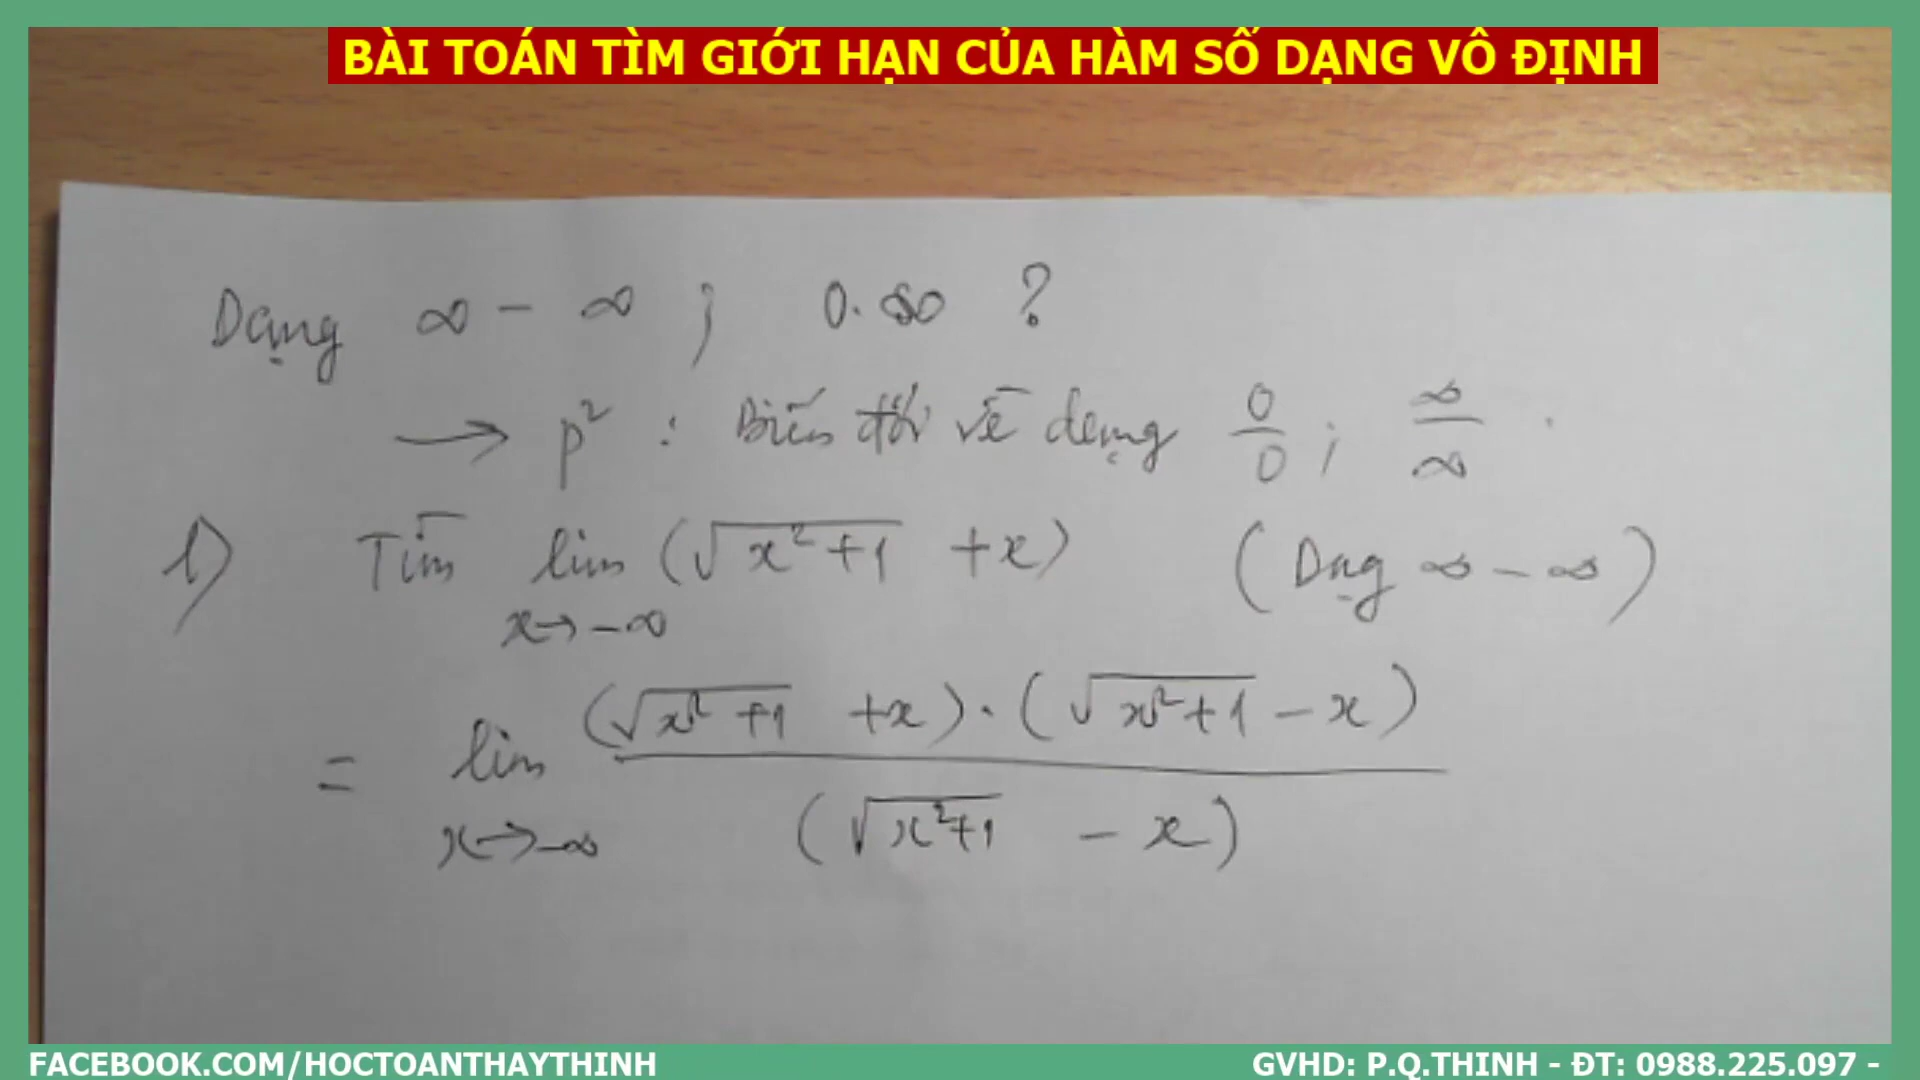 BÀI TOÁN TÌM GIỚI HẠN CỦA HÀM SỐ DẠNG VÔ ĐỊNH
Dạng ∞ - ∞ ; 0.∞ ?
→ p² : Biến đổi về dạng 0/0 ; ∞/∞ .
1) Tìm lim (√(x²+1) + x) (Dạng ∞ - ∞)
x→ -∞
= lim (√(x²+1) + x) . (√(x²+1) - x) / (√(x²+1) - x)
x→ -∞
FACEBOOK.COM/HOCTOANTHAYTHINH
GVHD: P.Q.THINH - ĐT: 0988.225.097 -